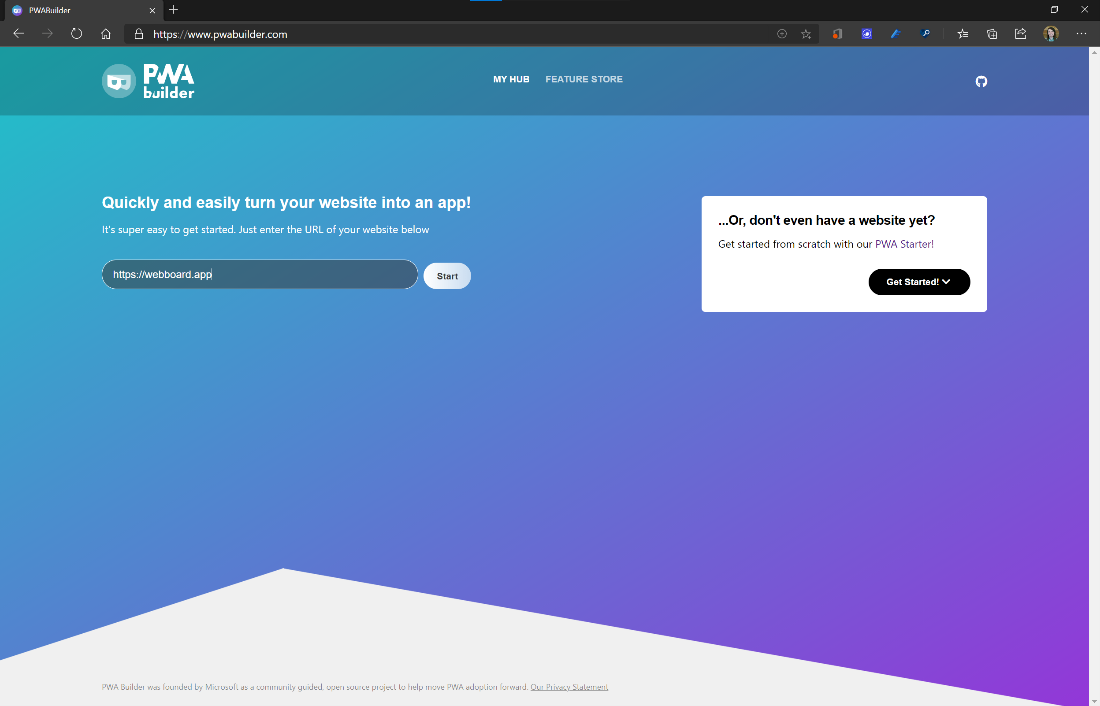 PWABuilder
https://www.pwabuilder.com
PWA
builder
MY HUB
FEATURE STORE
Quickly and easily turn your website into an app!
It's super easy to get started. Just enter the URL of your website below
https://webboard.app
Start
...Or, don't even have a website yet?
Get started from scratch with our PWA Starter!
Get Started!
PWA Builder was founded by Microsoft as a community guided, open source project to help move PWA adoption forward. Our Privacy Statement